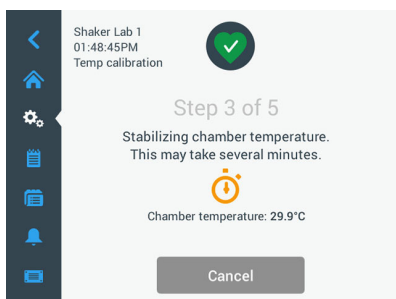 Shaker Lab 1
01:48:45PM
Temp calibration
Step 3 of 5
Stabilizing chamber temperature.
This may take several minutes.
Chamber temperature: 29.9°C
Cancel